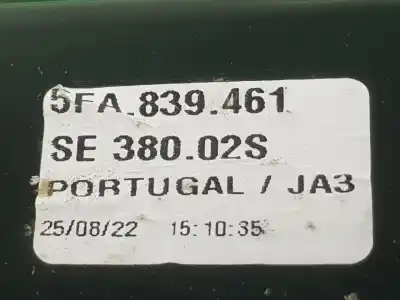 5FA.839.461
SE 380.02S
PORTUGAL / JA3
25/08/22 15:10:35